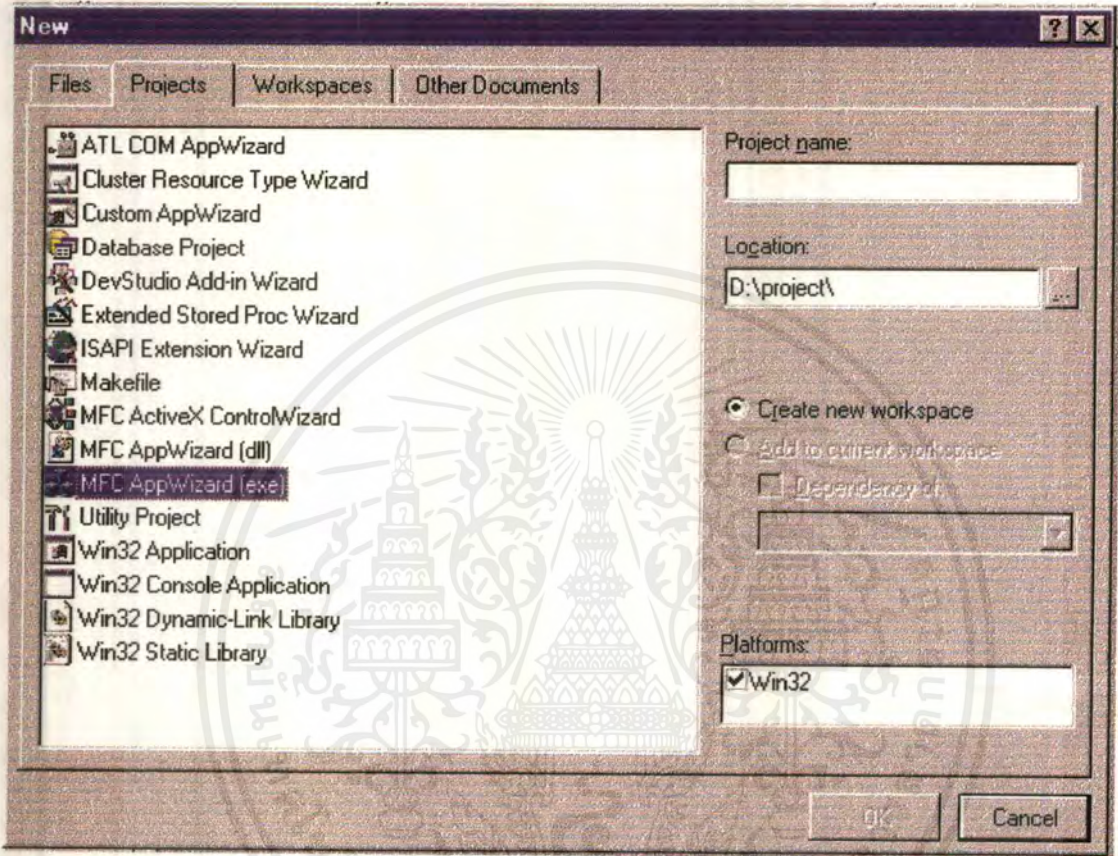 New
Files
Projects
Workspaces
Other Documents
ATL COM AppWizard
Cluster Resource Type Wizard
Custom AppWizard
Database Project
DevStudio Add-in Wizard
Extended Stored Proc Wizard
ISAPI Extension Wizard
Makefile
MFC ActiveX ControlWizard
MFC AppWizard (dll)
MFC AppWizard (exe)
Utility Project
Win32 Application
Win32 Console Application
Win32 Dynamic-Link Library
Win32 Static Library
Project name:
Location:
D:\project\
...
Create new workspace
Add to current workspace
Dependency of:
Platforms:
Win32
OK
Cancel